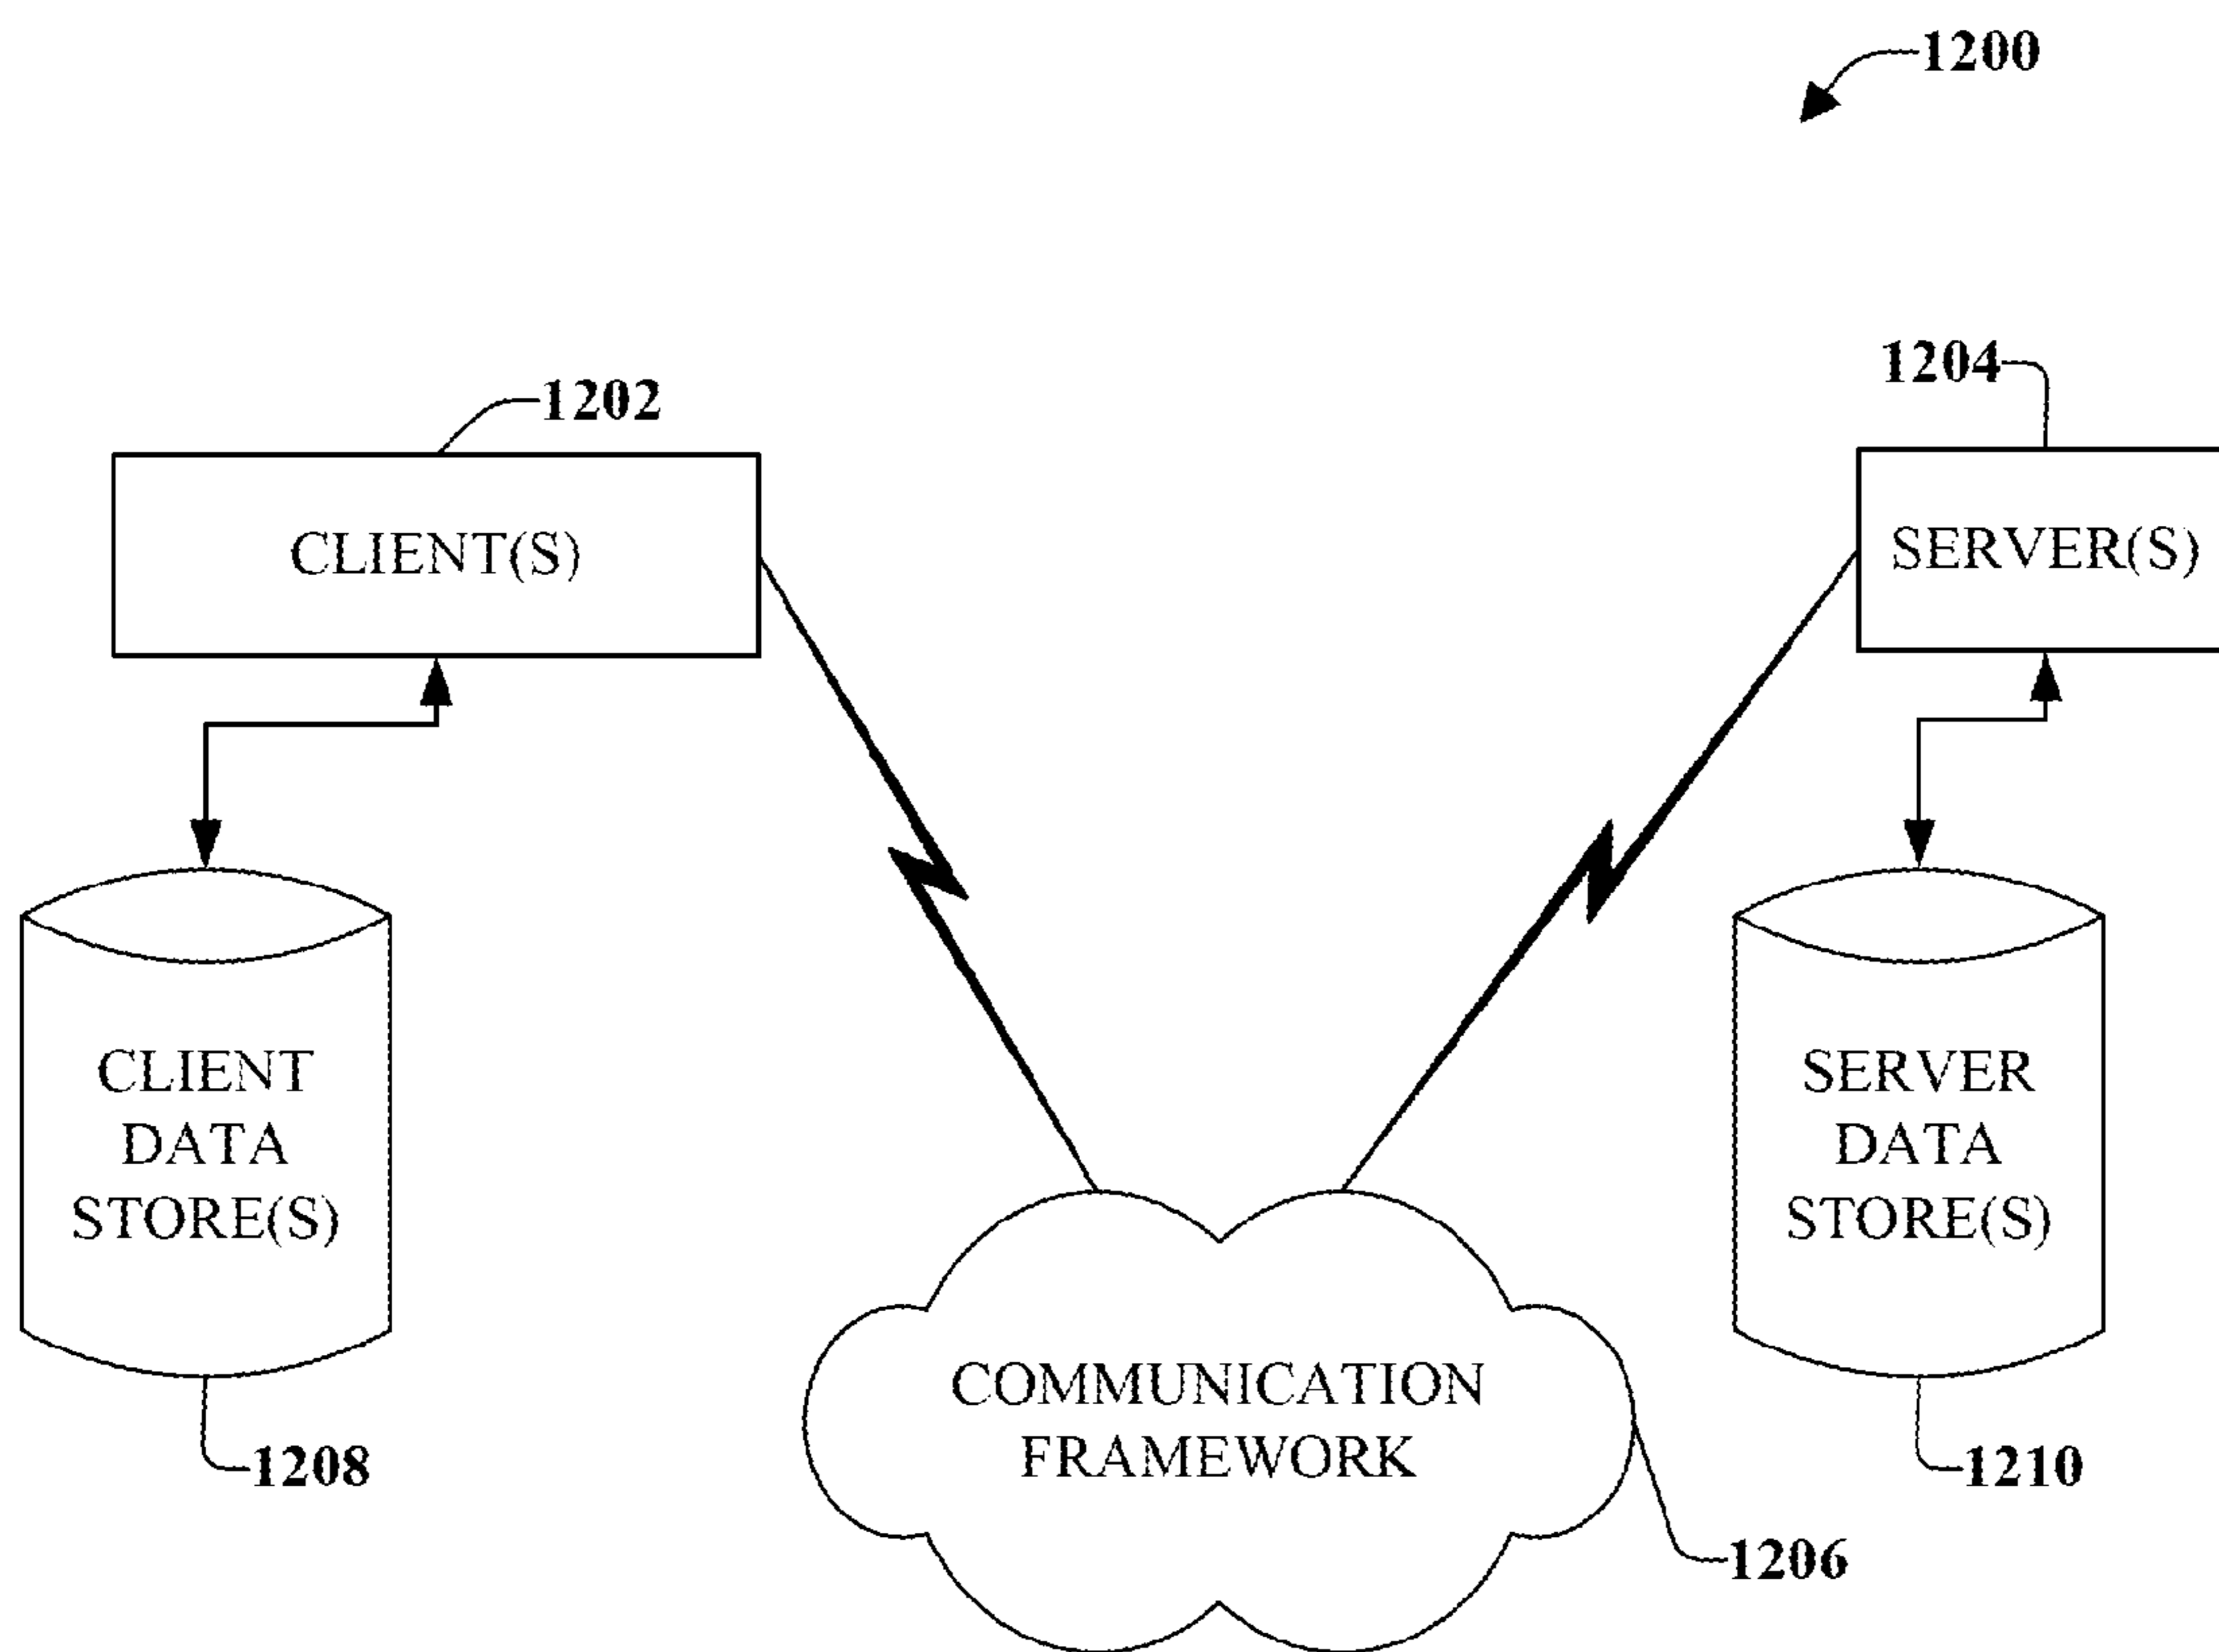 1200
1202
1204
CLIENT(S)
SERVER(S)
CLIENT
DATA
STORE(S)
SERVER
DATA
STORE(S)
COMMUNICATION
FRAMEWORK
1208
1210
1206